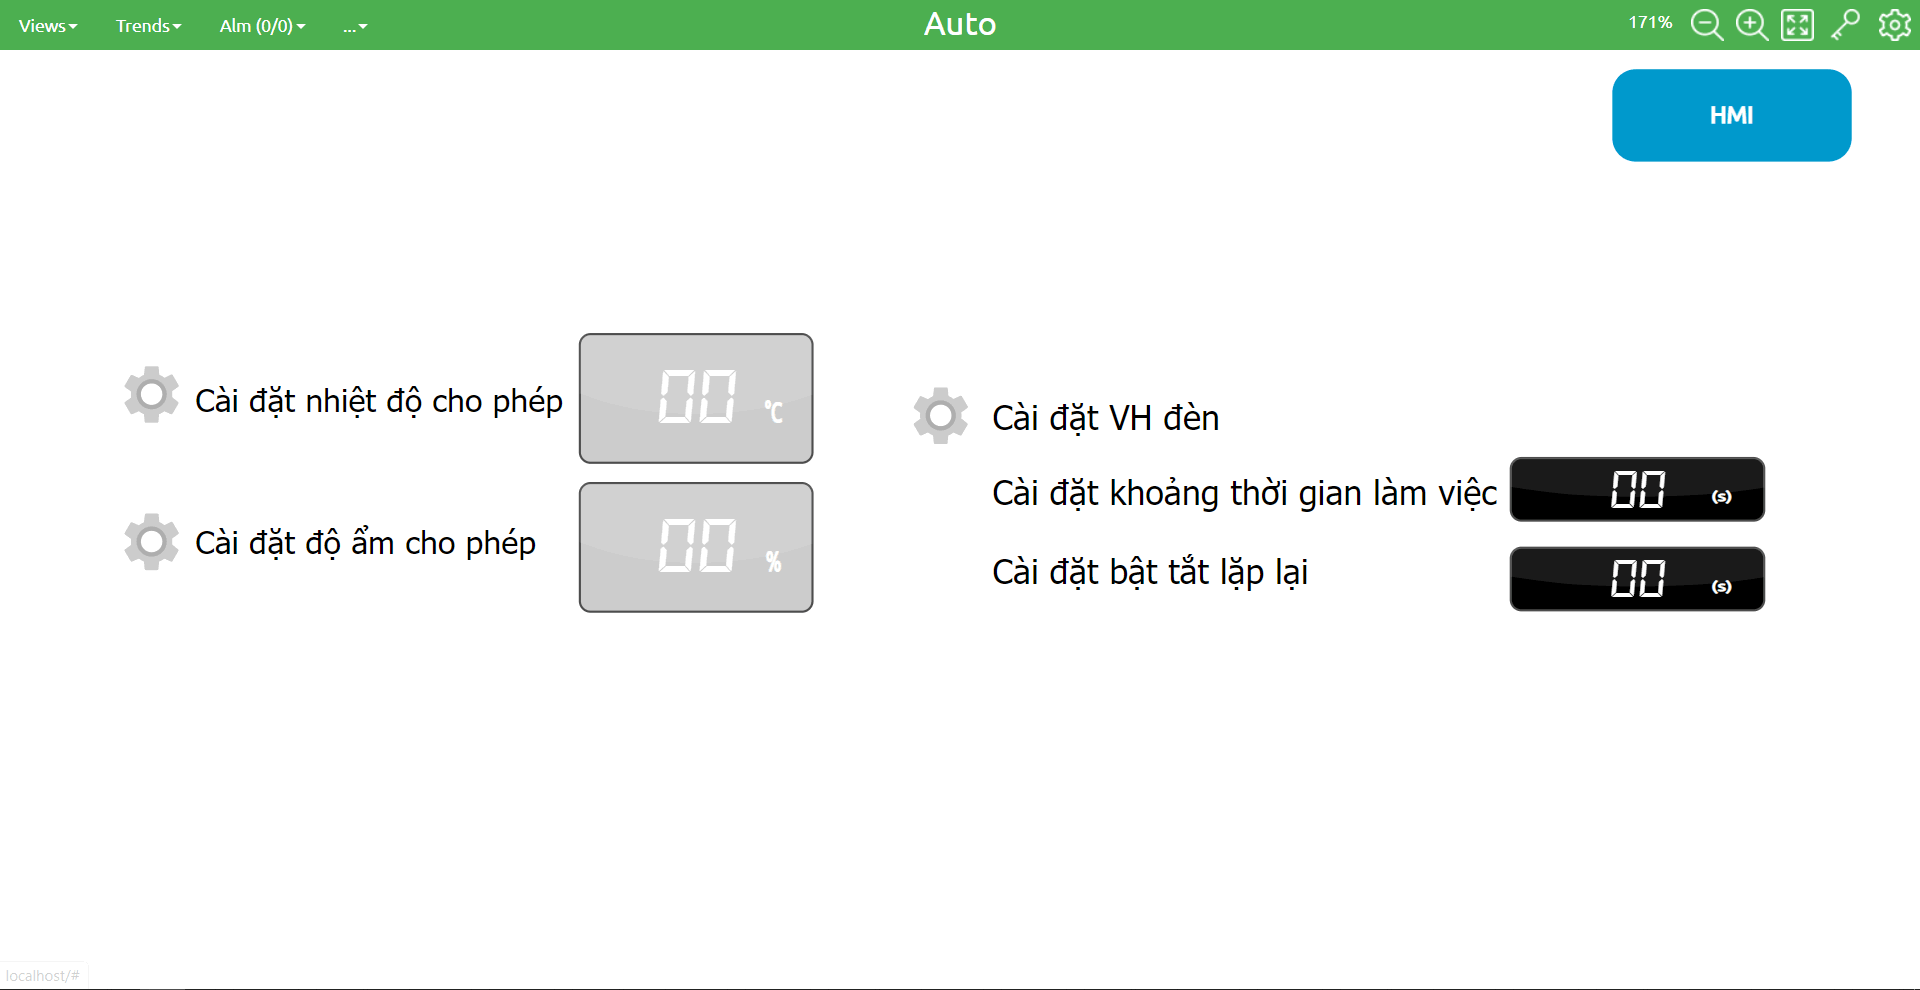 Views
Trends
Alm (0/0)
...
Auto
171%
HMI
Cài đặt nhiệt độ cho phép
00 °C
Cài đặt độ ẩm cho phép
00 %
Cài đặt VH đèn
Cài đặt khoảng thời gian làm việc
00 (s)
Cài đặt bật tắt lặp lại
00 (s)
localhost/#